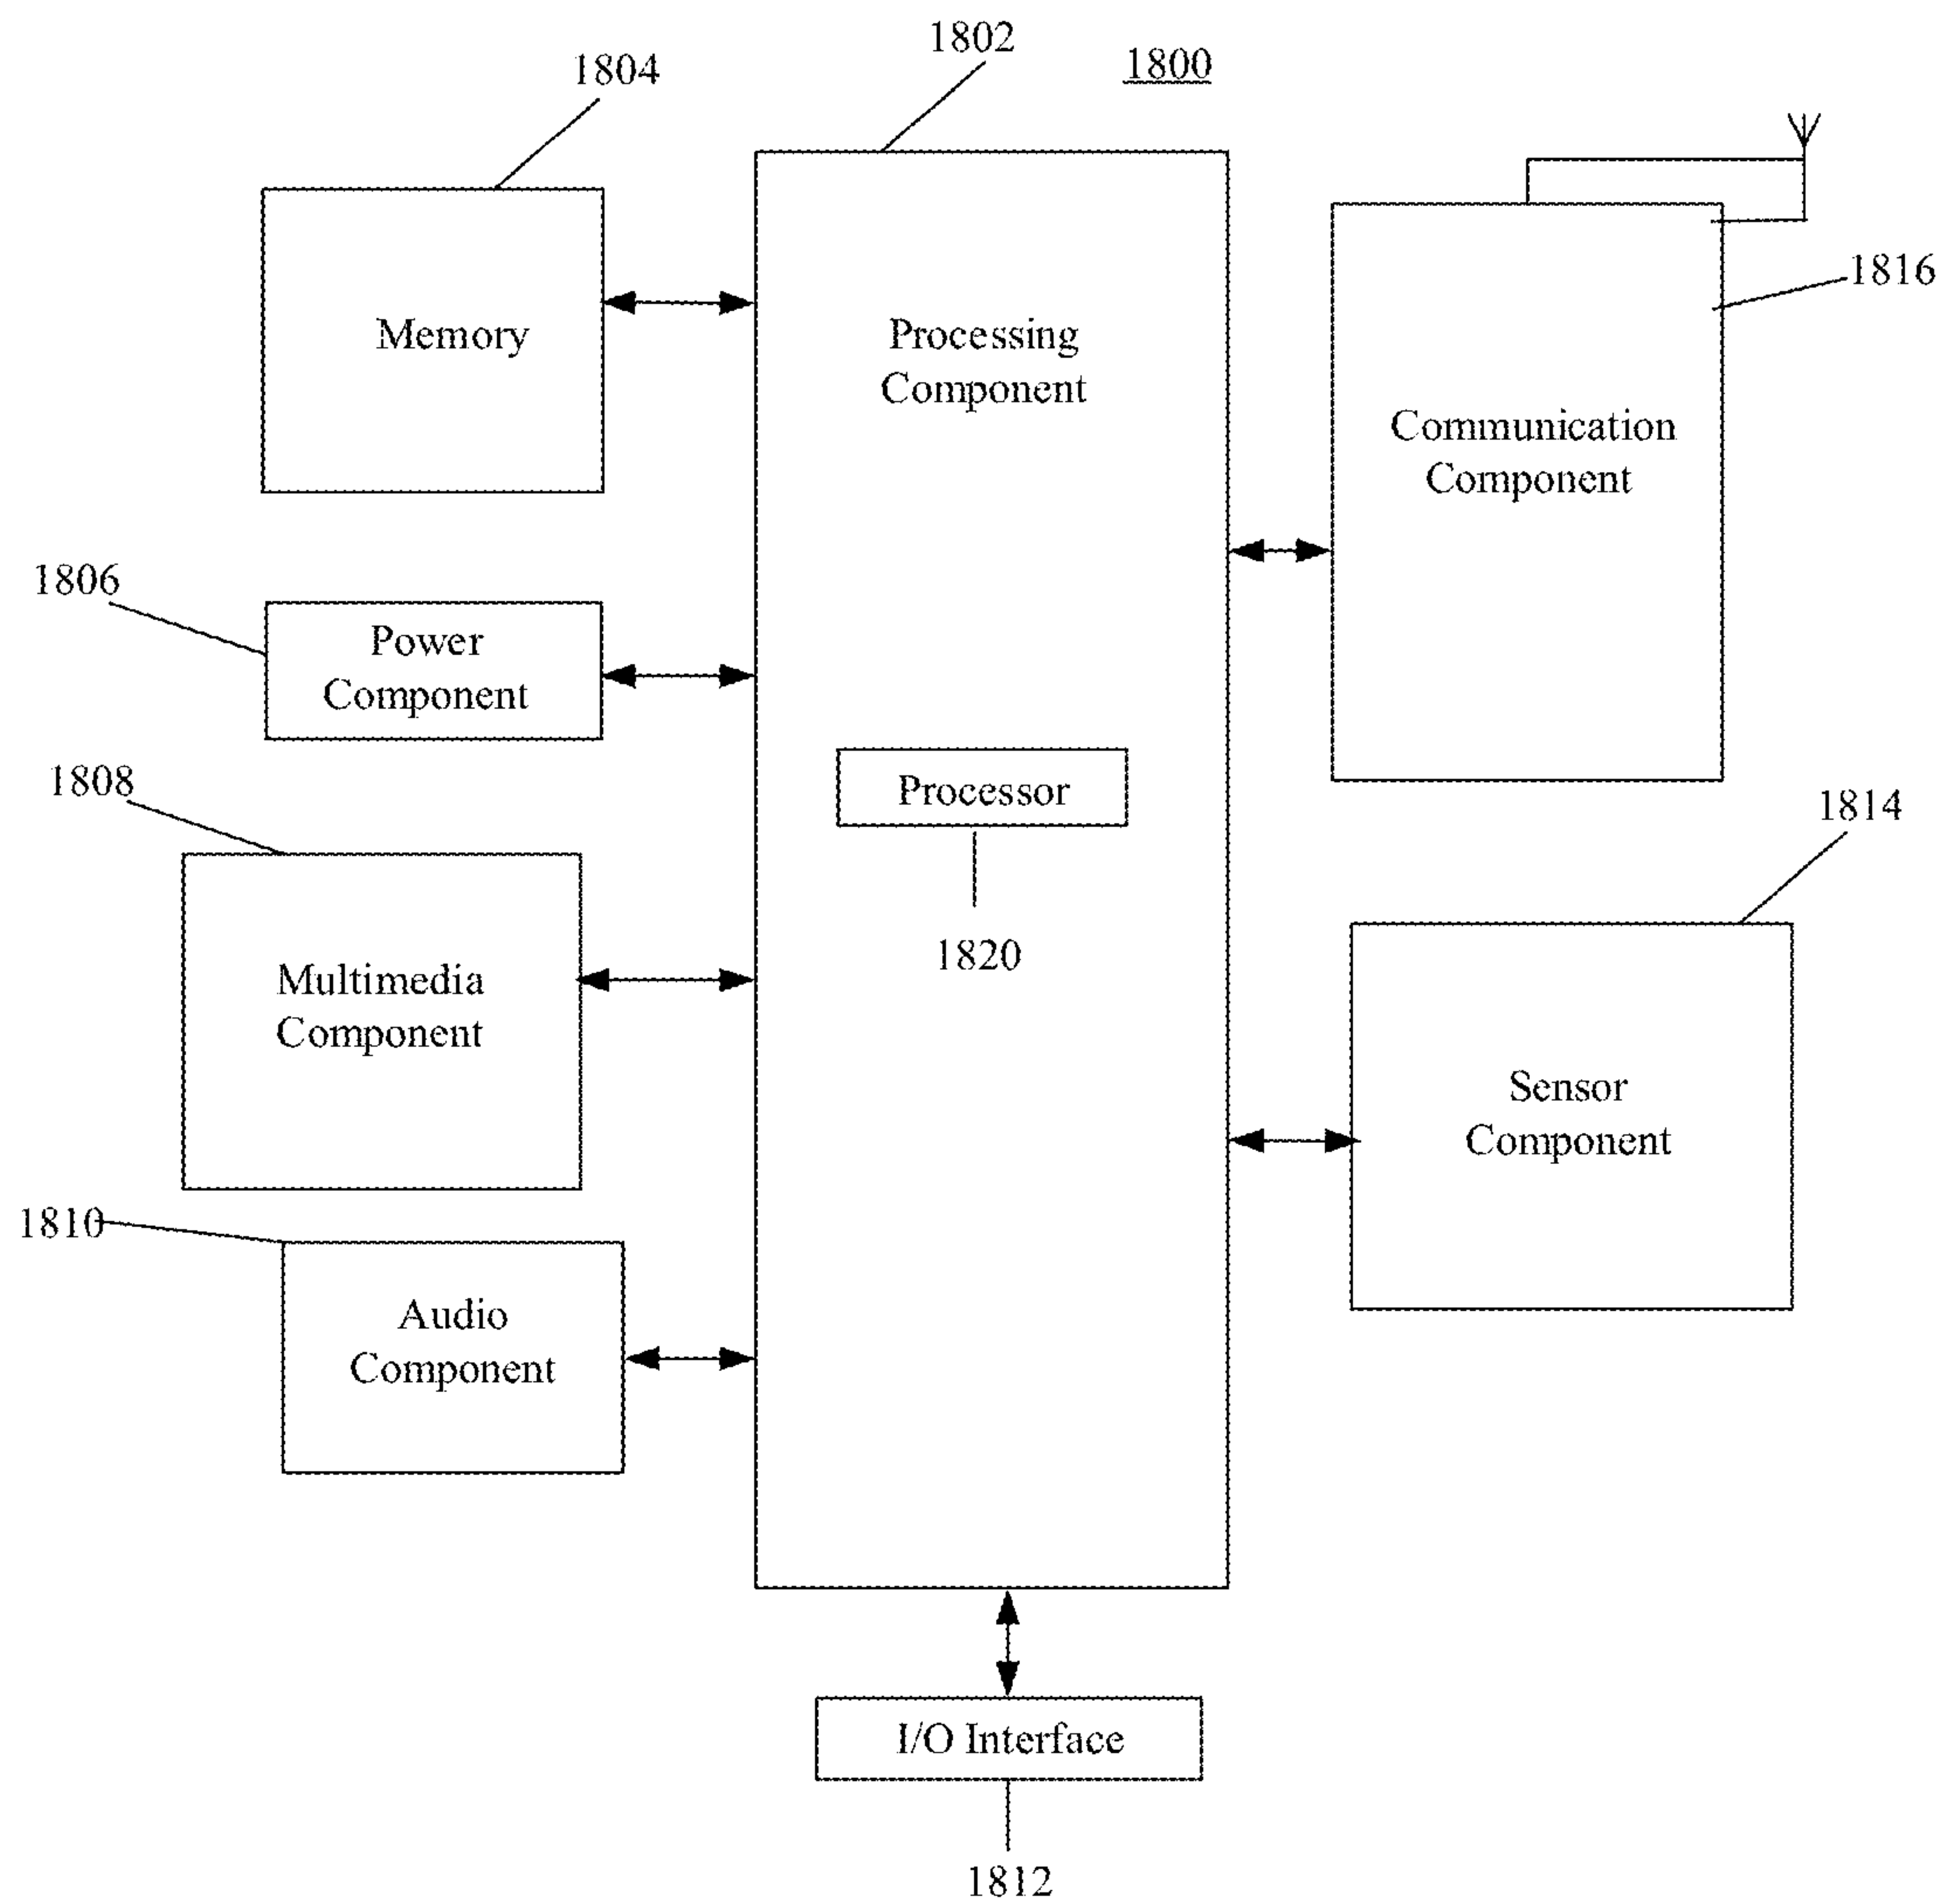 1802
1800
1804
1816
Memory
Processing
Component
Communication
Component
1806
Power
Component
1808
Processor
1814
1820
Multimedia
Component
Sensor
Component
1810
Audio
Component
I/O Interface
1812